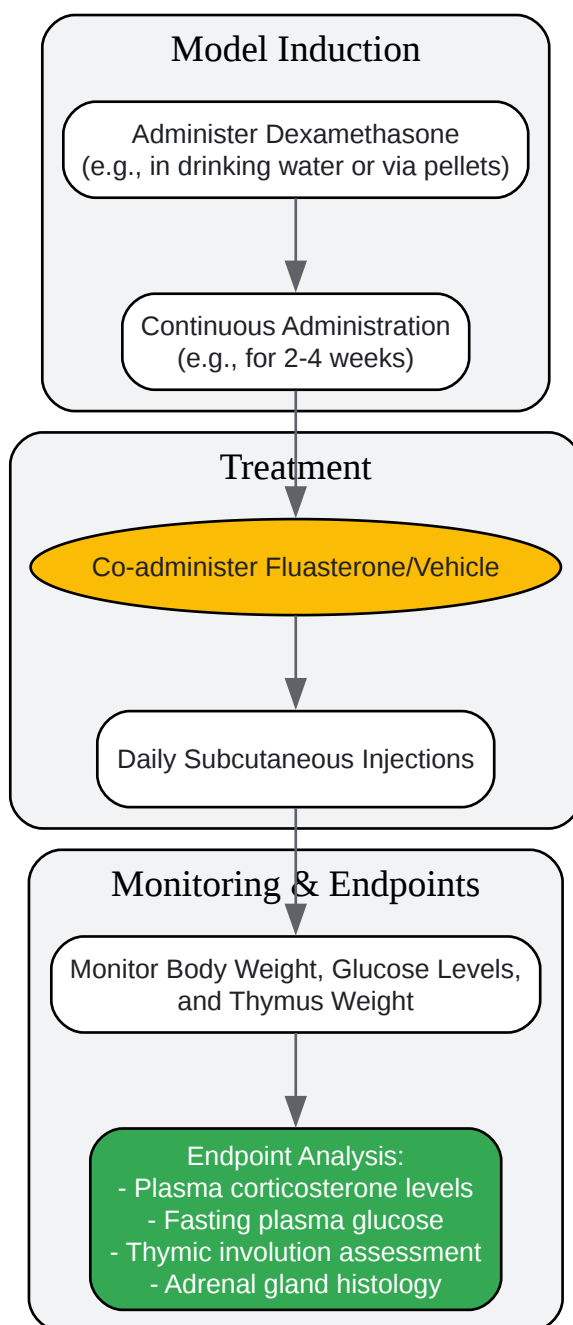 Model Induction
Administer Dexamethasone
(e.g., in drinking water or via pellets)
Continuous Administration
(e.g., for 2-4 weeks)
Treatment
Co-administer Fluasterone/Vehicle
Daily Subcutaneous Injections
Monitoring & Endpoints
Monitor Body Weight, Glucose Levels,
and Thymus Weight
Endpoint Analysis:
- Plasma corticosterone levels
- Fasting plasma glucose
- Thymic involution assessment
- Adrenal gland histology